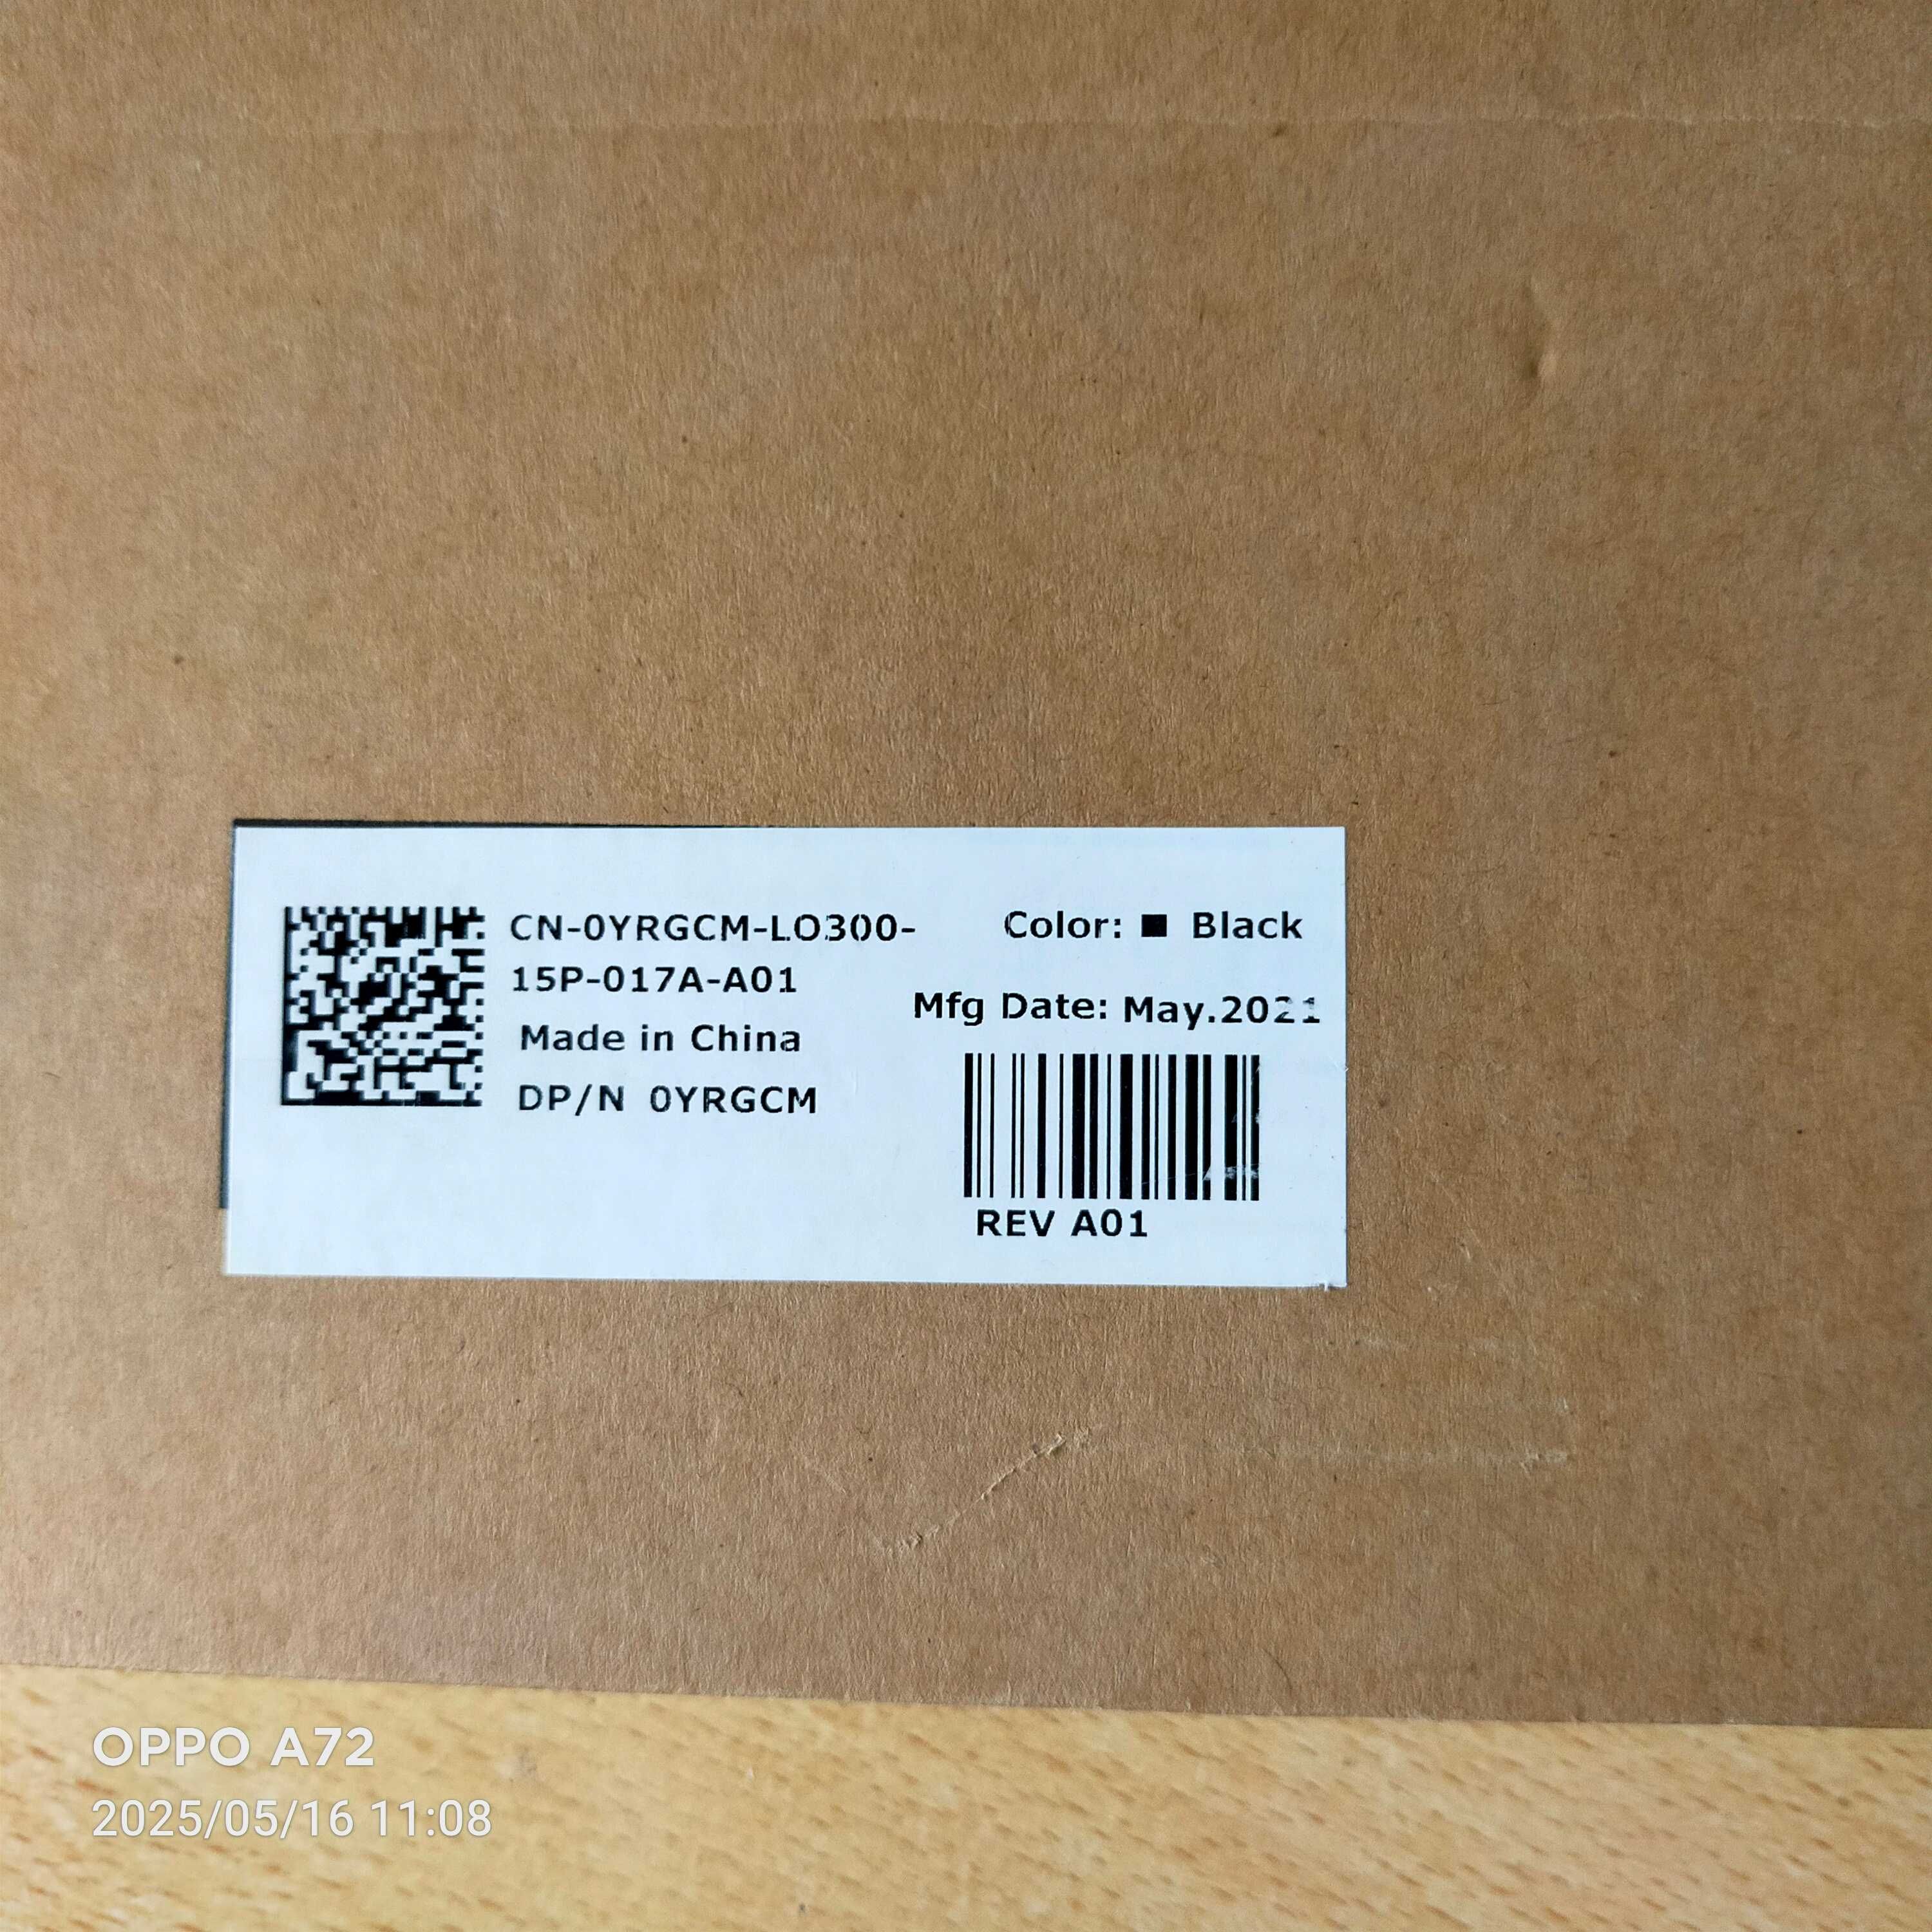 CN-0YRGCM-LO300-
15P-017A-A01
Made in China
DP/N 0YRGCM
Color: ■ Black
Mfg Date: May.2021
REV A01
OPPO A72
2025/05/16 11:08